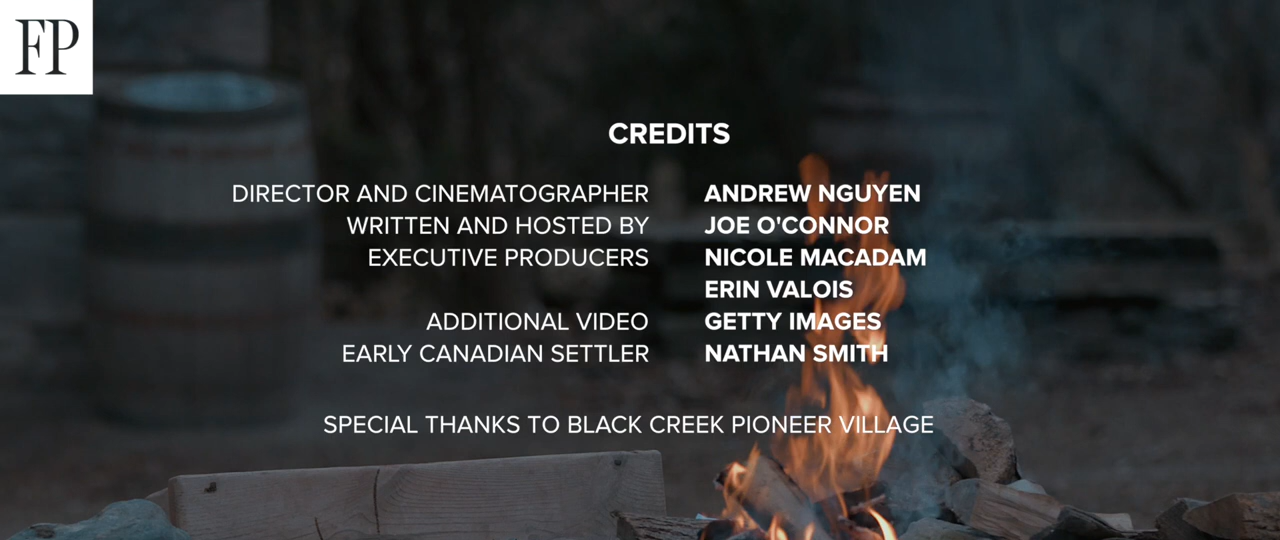 FP
CREDITS
DIRECTOR AND CINEMATOGRAPHER ANDREW NGUYEN
WRITTEN AND HOSTED BY JOE O'CONNOR
EXECUTIVE PRODUCERS NICOLE MACADAM
ERIN VALOIS
ADDITIONAL VIDEO GETTY IMAGES
EARLY CANADIAN SETTLER NATHAN SMITH
SPECIAL THANKS TO BLACK CREEK PIONEER VILLAGE